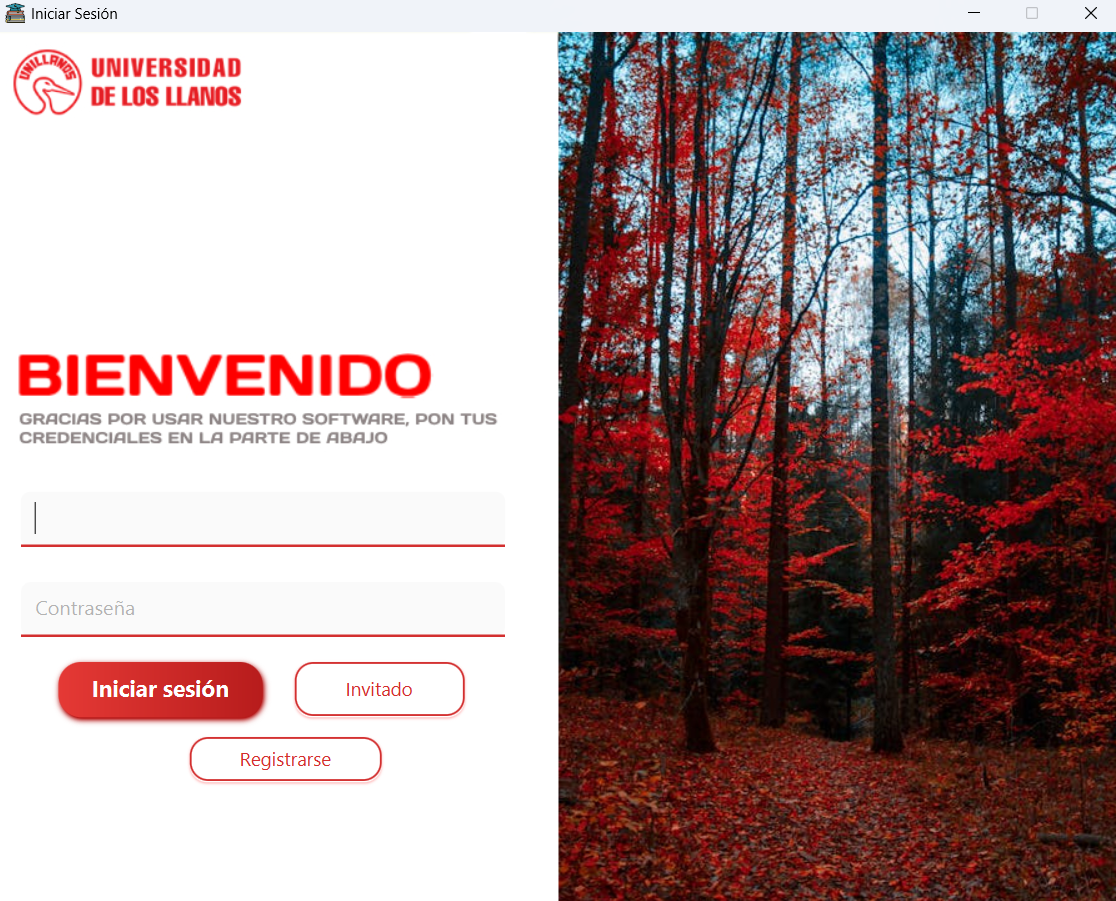 Iniciar Sesión
UNILLANOS
UNIVERSIDAD
DE LOS LLANOS
BIENVENIDO
GRACIAS POR USAR NUESTRO SOFTWARE, PON TUS
CREDENCIALES EN LA PARTE DE ABAJO
Contraseña
Iniciar sesión
Invitado
Registrarse